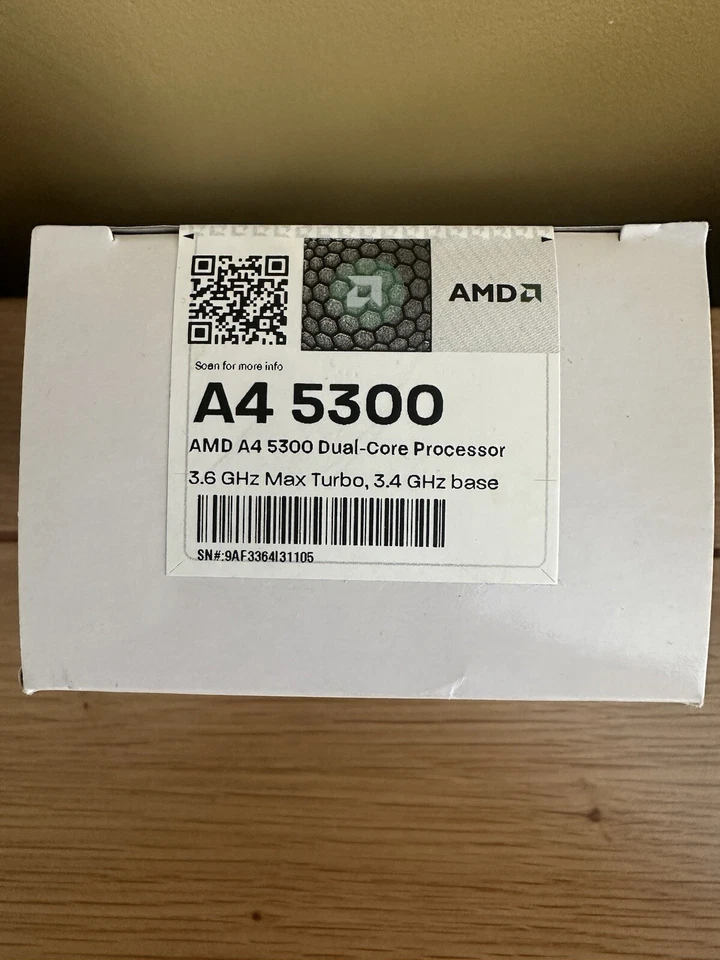 AMD
Scan for more info
A4 5300
AMD A4 5300 Dual-Core Processor
3.6 GHz Max Turbo, 3.4 GHz base
SN#:9AF3364I31105